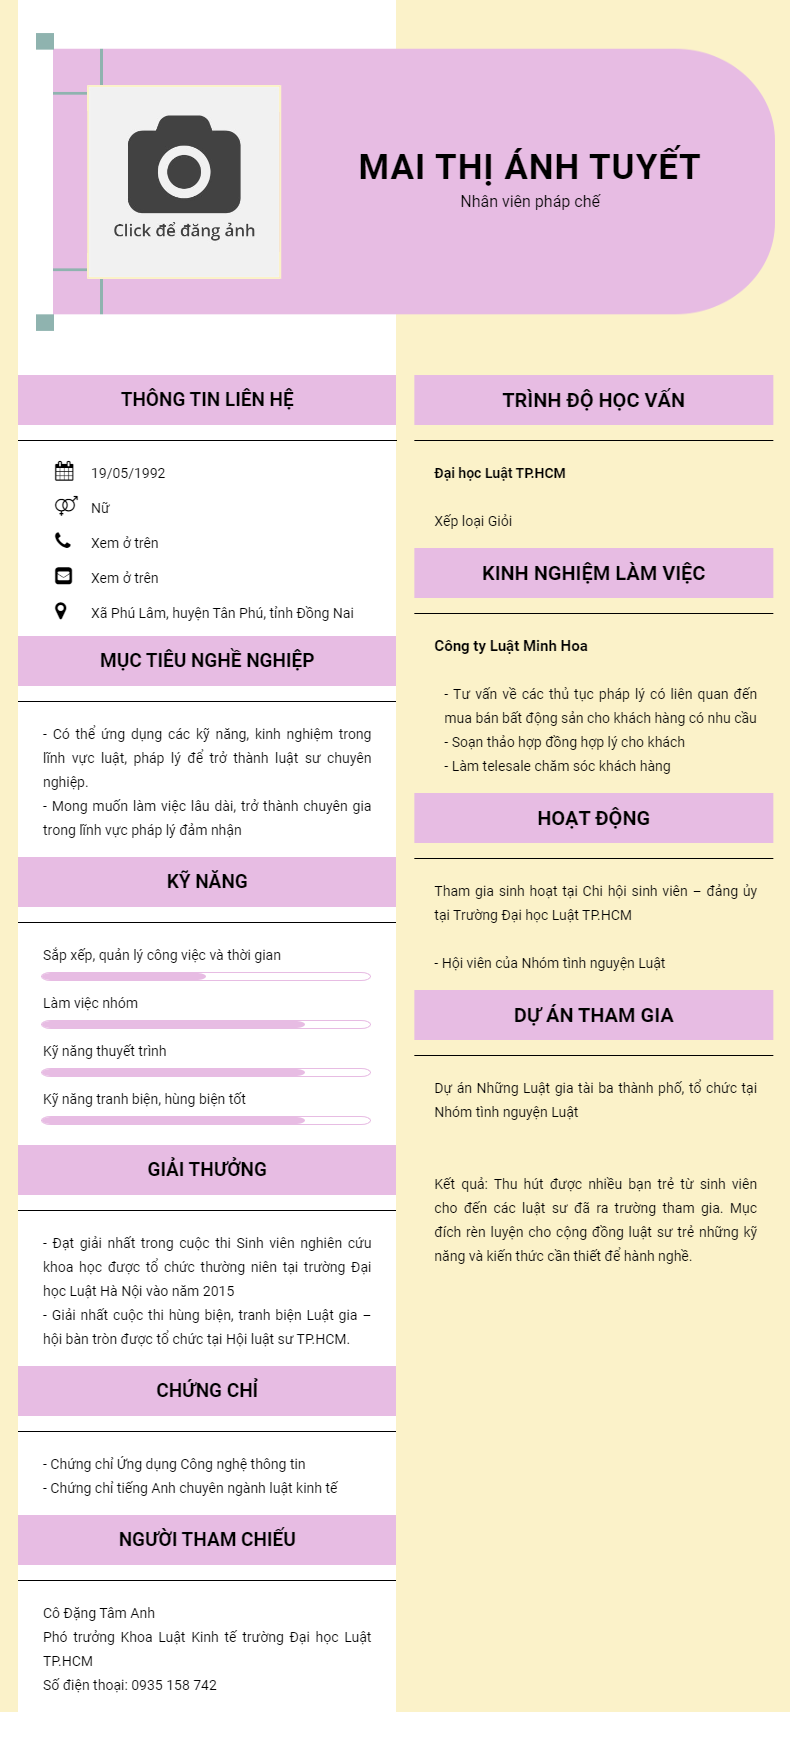 Click để đăng ảnh
MAI THỊ ÁNH TUYẾT
Nhân viên pháp chế
THÔNG TIN LIÊN HỆ
19/05/1992
Nữ
Xem ở trên
Xem ở trên
Xã Phú Lâm, huyện Tân Phú, tỉnh Đồng Nai
MỤC TIÊU NGHỀ NGHIỆP
- Có thể ứng dụng các kỹ năng, kinh nghiệm trong
lĩnh vực luật, pháp lý để trở thành luật sư chuyên
nghiệp.
- Mong muốn làm việc lâu dài, trở thành chuyên gia
trong lĩnh vực pháp lý đảm nhận
KỸ NĂNG
Sắp xếp, quản lý công việc và thời gian
Làm việc nhóm
Kỹ năng thuyết trình
Kỹ năng tranh biện, hùng biện tốt
GIẢI THƯỞNG
- Đạt giải nhất trong cuộc thi Sinh viên nghiên cứu
khoa học được tổ chức thường niên tại trường Đại
học Luật Hà Nội vào năm 2015
- Giải nhất cuộc thi hùng biện, tranh biện Luật gia –
hội bàn tròn được tổ chức tại Hội luật sư TP.HCM.
CHỨNG CHỈ
- Chứng chỉ Ứng dụng Công nghệ thông tin
- Chứng chỉ tiếng Anh chuyên ngành luật kinh tế
NGƯỜI THAM CHIẾU
Cô Đặng Tâm Anh
Phó trưởng Khoa Luật Kinh tế trường Đại học Luật
TP.HCM
Số điện thoại: 0935 158 742
TRÌNH ĐỘ HỌC VẤN
Đại học Luật TP.HCM
Xếp loại Giỏi
KINH NGHIỆM LÀM VIỆC
Công ty Luật Minh Hoa
- Tư vấn về các thủ tục pháp lý có liên quan đến
mua bán bất động sản cho khách hàng có nhu cầu
- Soạn thảo hợp đồng hợp lý cho khách
- Làm telesale chăm sóc khách hàng
HOẠT ĐỘNG
Tham gia sinh hoạt tại Chi hội sinh viên – đảng ủy
tại Trường Đại học Luật TP.HCM
- Hội viên của Nhóm tình nguyện Luật
DỰ ÁN THAM GIA
Dự án Những Luật gia tài ba thành phố, tổ chức tại
Nhóm tình nguyện Luật
Kết quả: Thu hút được nhiều bạn trẻ từ sinh viên
cho đến các luật sư đã ra trường tham gia. Mục
đích rèn luyện cho cộng đồng luật sư trẻ những kỹ
năng và kiến thức cần thiết để hành nghề.